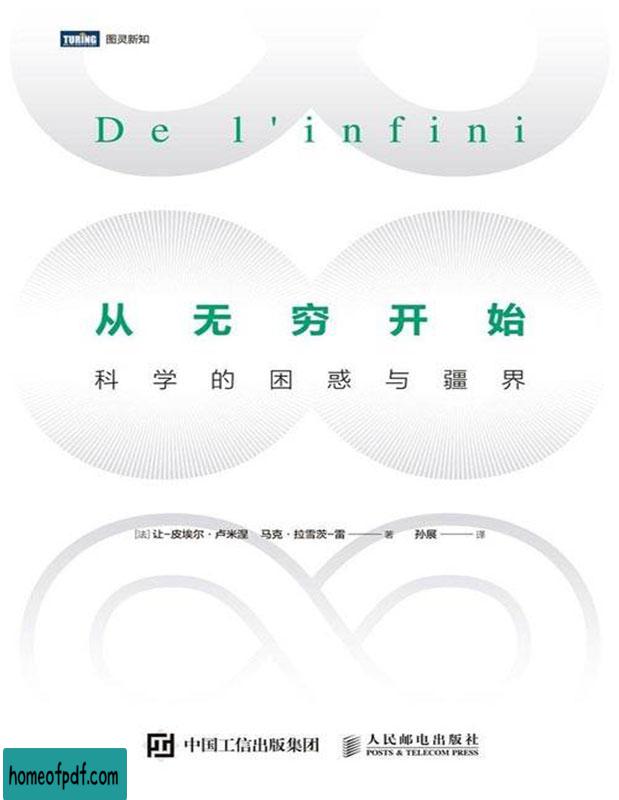 TURING 图灵新知
De l'infini
从无穷开始
科学的困惑与疆界
[法]让-皮埃尔·卢米涅 马克·拉雪茨-雷——著 孙展——译
中国工信出版集团 人民邮电出版社
POSTS & TELECOM PRESS
homeofpdf.com